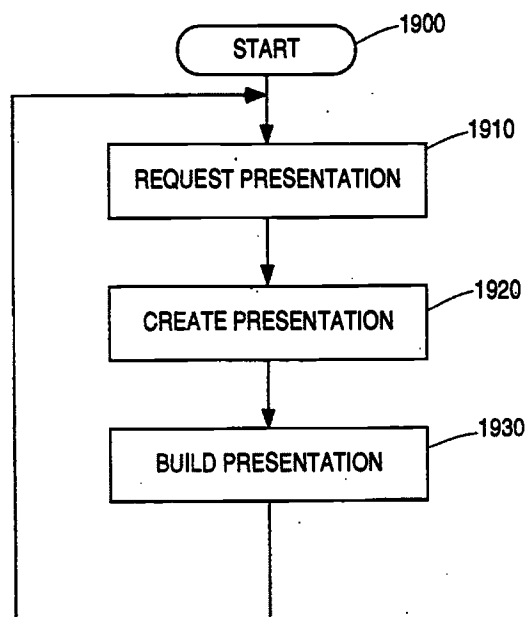 START
1900
REQUEST PRESENTATION
1910
CREATE PRESENTATION
1920
BUILD PRESENTATION
1930